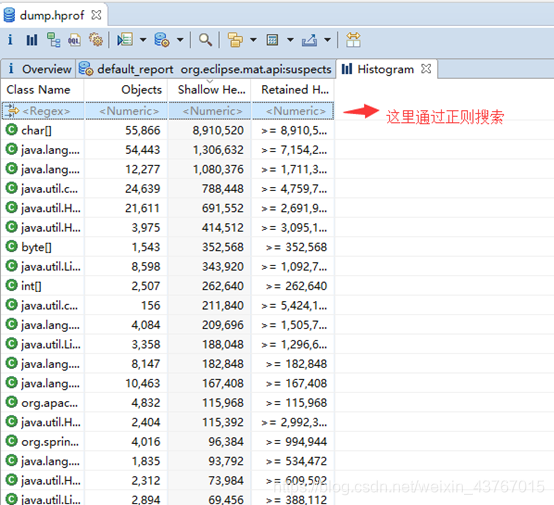 dump.hprof
i Overview default_report org.eclipse.mat.api:suspects Histogram
Class Name Objects Shallow He... Retained H...
<Regex> <Numeric> <Numeric> <Numeric> 这里通过正则搜索
char[] 55,866 8,910,520 >= 8,910,5...
java.lang.... 54,443 1,306,632 >= 7,154,2...
java.lang.... 12,277 1,080,376 >= 1,711,3...
java.util.c... 24,639 788,448 >= 4,759,7...
java.util.H... 21,611 691,552 >= 2,691,9...
java.util.H... 3,975 414,512 >= 3,095,1...
byte[] 1,543 352,568 >= 352,568
java.util.Li... 8,598 343,920 >= 1,092,7...
int[] 2,507 262,640 >= 262,640
java.util.c... 156 211,840 >= 5,424,1...
java.lang.... 4,084 209,696 >= 1,505,7...
java.util.Li... 3,358 188,048 >= 1,296,6...
java.lang.... 8,147 182,848 >= 182,848
java.lang.... 10,463 167,408 >= 167,408
org.apac... 4,832 115,968 >= 115,968
java.util.H... 2,404 115,392 >= 2,992,3...
org.sprin... 4,016 96,384 >= 994,944
java.lang.... 1,835 93,792 >= 534,472
java.util.H... 2,312 73,984 >= 609,592
java.util.Li... 2,894 69,456 >= 388,112
https://blog.csdn.net/weixin_43767015